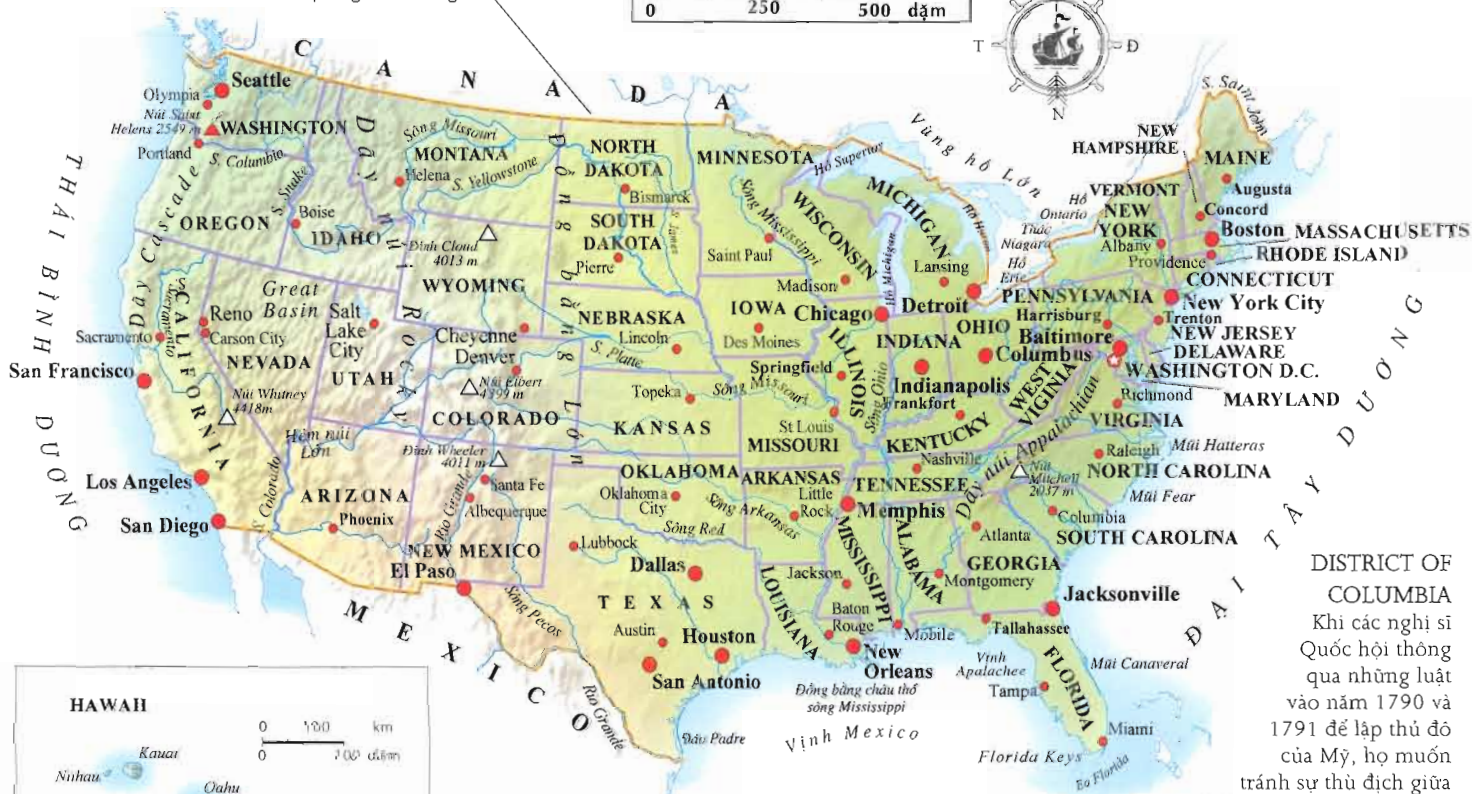 0 250 500 dặm
T Đ
N
CANADA
Seattle
Olympia
Núi Saint
Helens 2549 m
WASHINGTON
Portland
S. Columbia
Dãy Cascade
OREGON
S. Snake
Boise
IDAHO
Dãy núi Rocky
Sông Missouri
MONTANA
Helena
S. Yellowstone
Đỉnh Cloud
4013 m
WYOMING
Đồng bằng Lớn
NORTH
DAKOTA
Bismarck
SOUTH
DAKOTA
Pierre
S. James
MINNESOTA
Sông Mississippi
Saint Paul
Hồ Superior
WISCONSIN
Madison
MICHIGAN
Hồ Michigan
Hồ Huron
Lansing
Detroit
Vùng hồ Lớn
Hồ
Ontario
Thác
Niagara
Hồ
Erie
S. Saint John
NEW
HAMPSHIRE
MAINE
Augusta
VERMONT
Concord
NEW
YORK
Albany
Boston
MASSACHUSETTS
Providence
RHODE ISLAND
CONNECTICUT
New York City
PENNSYLVANIA
Harrisburg
Trenton
NEW JERSEY
Baltimore
DELAWARE
WASHINGTON D.C.
MARYLAND
Richmond
VIRGINIA
WEST
VIGINIA
THÁI BÌNH DƯƠNG
Sacramento
CALIFORNIA
Sacramento
San Francisco
Reno
Carson City
NEVADA
Great
Basin
Salt
Lake
City
UTAH
Núi Whitney
4418m
Hẻm núi
Lớn
Los Angeles
San Diego
S. Colorado
ARIZONA
Phoenix
Cheyenne
Denver
Núi Elbert
4399 m
COLORADO
Đỉnh Wheeler
4011 m
Santa Fe
Albequerque
Rio Grande
NEW MEXICO
El Paso
NEBRASKA
Lincoln
S. Platte
Topeka
KANSAS
Sông Missouri
IOWA
Des Moines
Chicago
ILLINOIS
Springfield
St Louis
MISSOURI
INDIANA
Indianapolis
OHIO
Columbus
Sông Ohio
Frankfort
KENTUCKY
Nashville
TENNESSEE
Memphis
Dãy núi Appalachian
Núi
Mitchell
2037 m
Raleigh
Mũi Hatteras
NORTH CAROLINA
Mũi Fear
Columbia
SOUTH CAROLINA
OKLAHOMA
Oklahoma
City
ARKANSAS
Little
Rock
Sông Arkansas
Sông Red
Lubbock
Dallas
TEXAS
Sông Pecos
Austin
Houston
San Antonio
Rio Grande
LOUISIANA
Jackson
MISSISSIPPI
Baton
Rouge
New
Orleans
ALABAMA
Montgomery
Mobile
Atlanta
GEORGIA
Jacksonville
Tallahassee
Vịnh
Apalachee
FLORIDA
Mũi Canaveral
Tampa
Miami
Florida Keys
Eo Florida
Đồng bằng châu thổ
sông Mississippi
Vịnh Mexico
MEXICO
Padre
ĐẠI TÂY DƯƠNG
HAWAII
0 100 km
0 100 dặm
Kauai
Niihau
Oahu
DISTRICT OF
COLUMBIA
Khi các nghị sĩ
Quốc hội thông
qua những luật
vào năm 1790 và
1791 để lập thủ đô
của Mỹ, họ muốn
tránh sự thù địch giữa